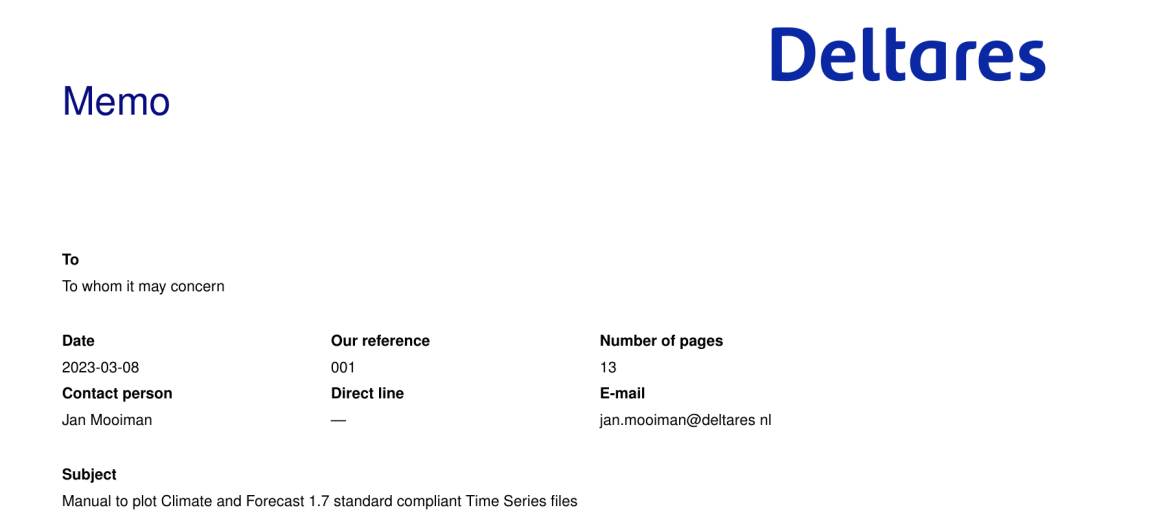 Deltares
Memo
To
To whom it may concern
Date Our reference Number of pages
2023-03-08 001 13
Contact person Direct line E-mail
Jan Mooiman — jan.mooiman@deltares nl
Subject
Manual to plot Climate and Forecast 1.7 standard compliant Time Series files